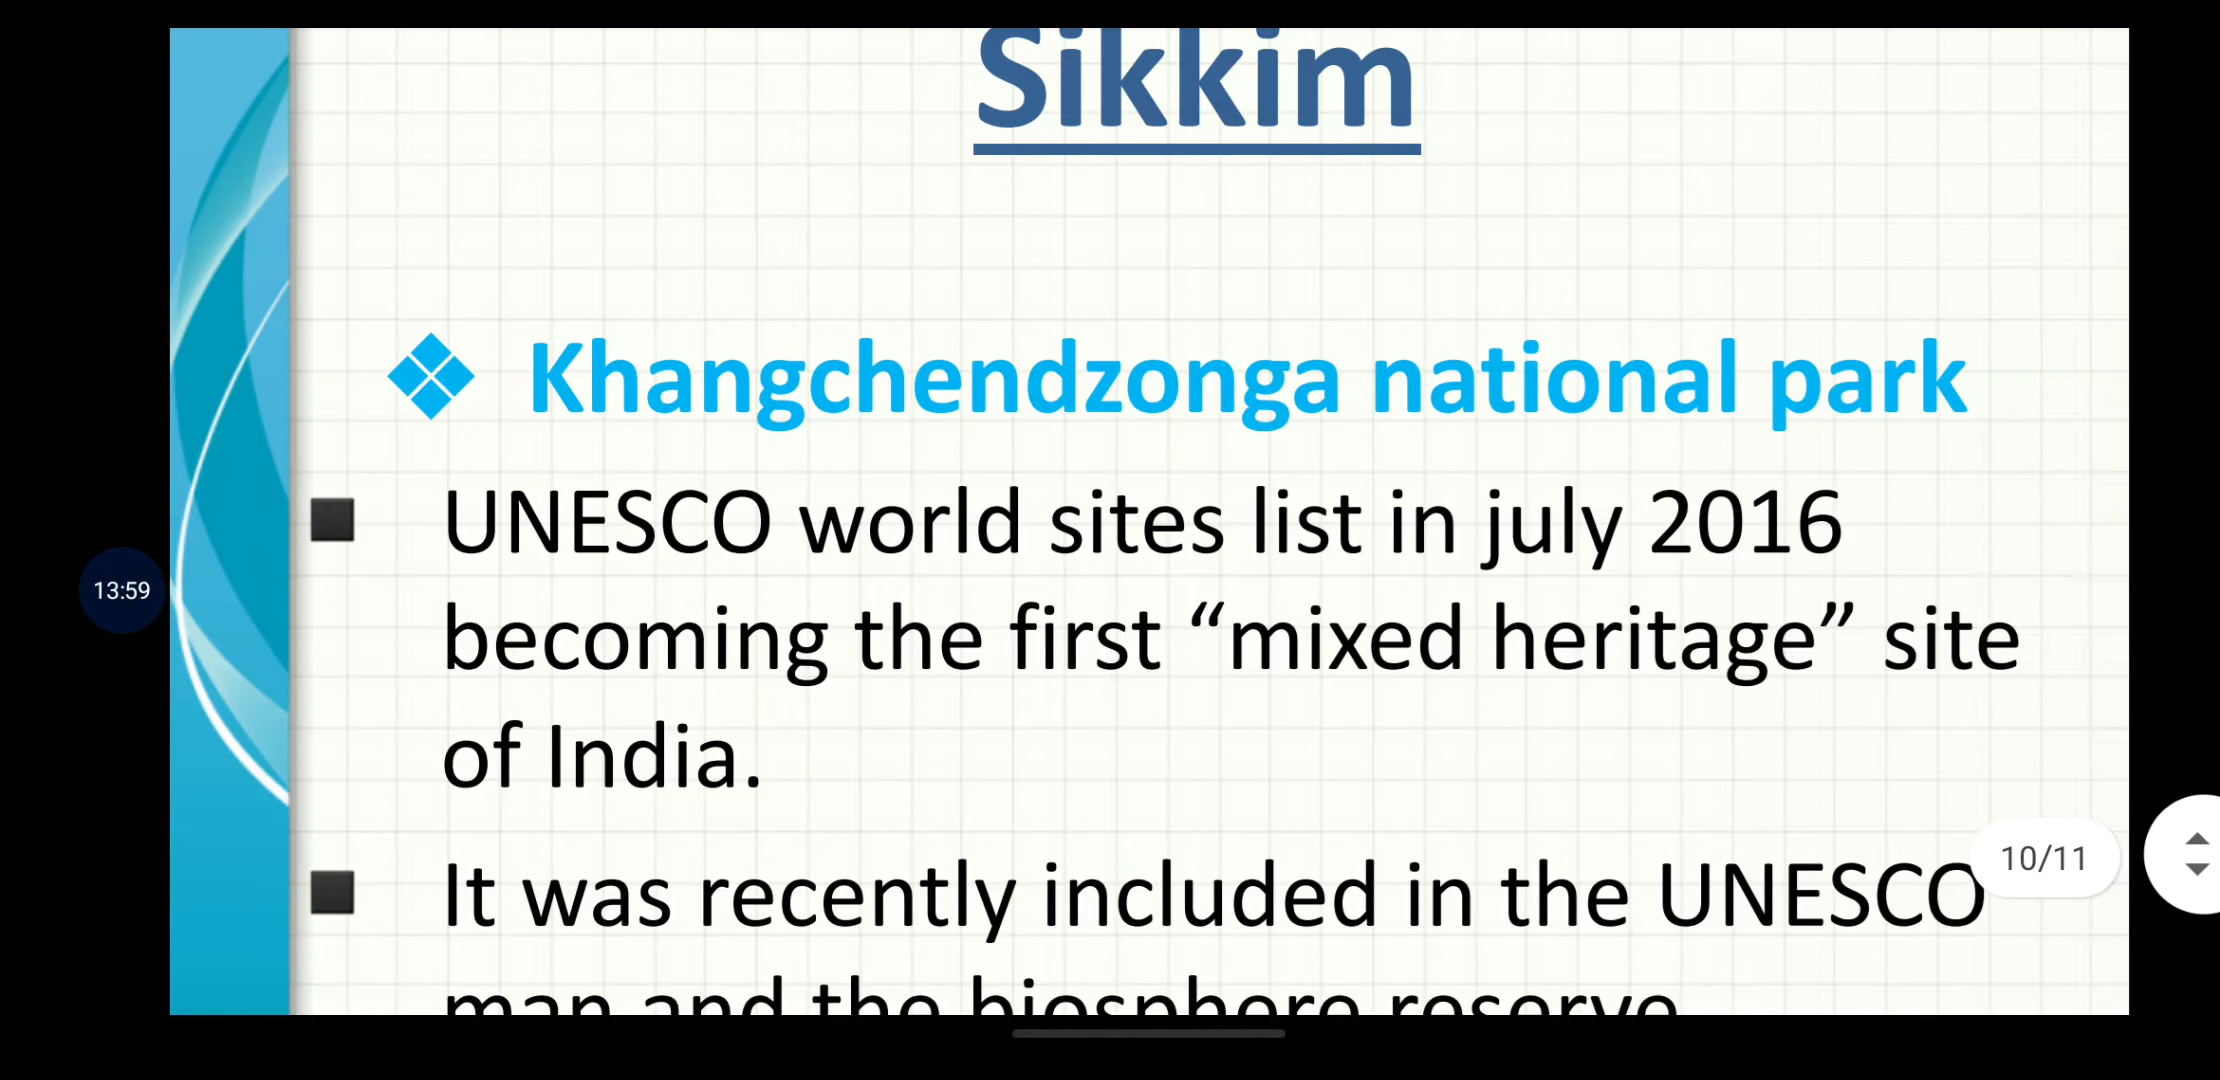 Sikkim
Khangchendzonga national park
UNESCO world sites list in july 2016
becoming the first “mixed heritage” site
of India.
13:59
10/11
It was recently included in the UNESCO
man and the biosphere reserve